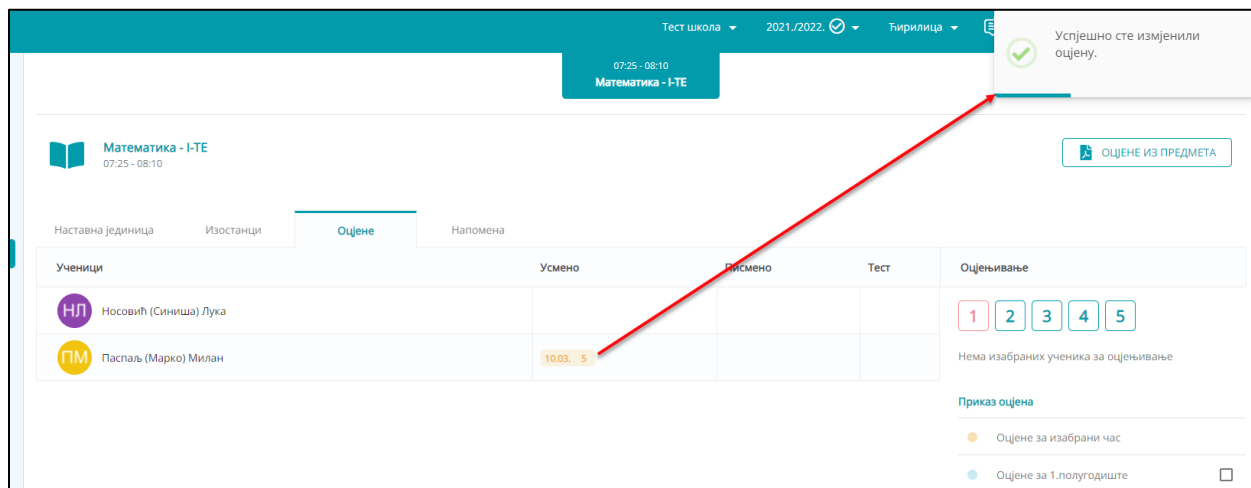 Тест школа
2021./2022.
Ћирилица
Успјешно сте измјенили
оцјену.
07:25 - 08:10
Математика - I-TE
Математика - I-TE
07:25 - 08:10
ОЦЈЕНЕ ИЗ ПРЕДМЕТА
Наставна јединица Изостанци Оцјене Напомена
Ученици Усмено Писмено Тест Оцјењивање
НЛ Носовић (Синиша) Лука
1 2 3 4 5
ПМ Паспаљ (Марко) Милан 10.03. 5
Нема изабраних ученика за оцјењивање
Приказ оцјена
Оцјене за изабрани час
Оцјене за 1.полугодиште